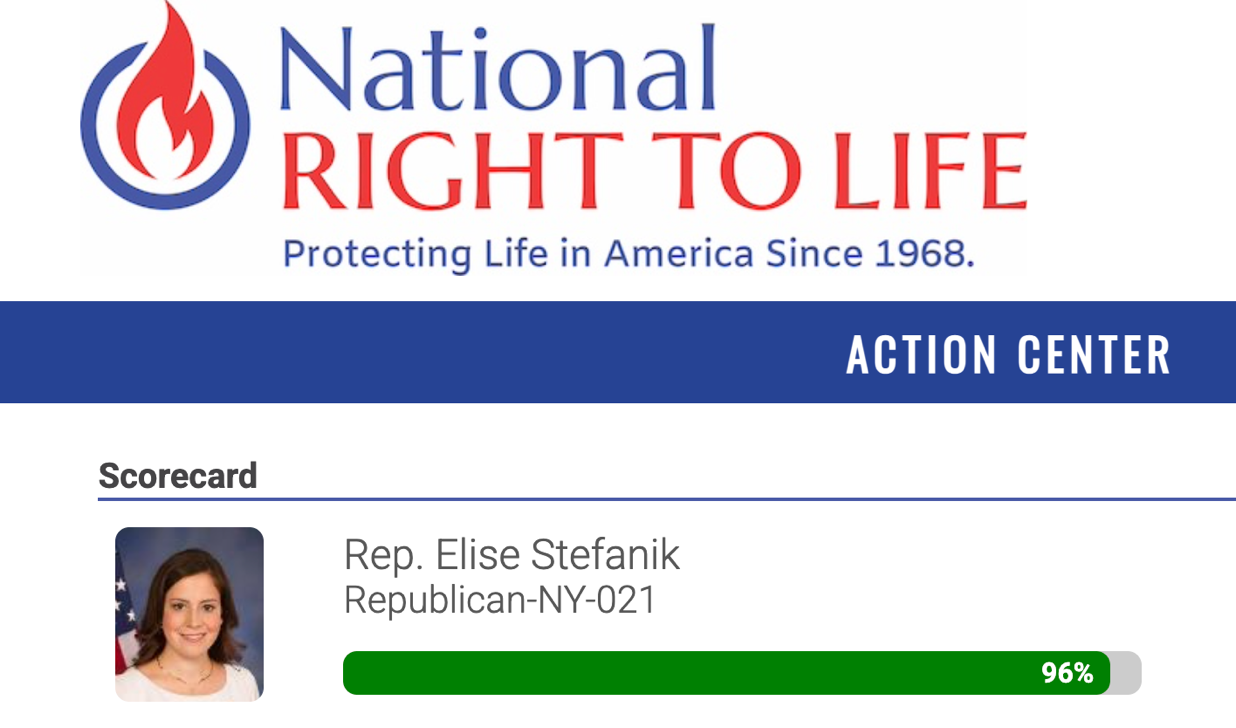 National
RIGHT TO LIFE
Protecting Life in America Since 1968.
ACTION CENTER
Scorecard
Rep. Elise Stefanik
Republican-NY-021
96%